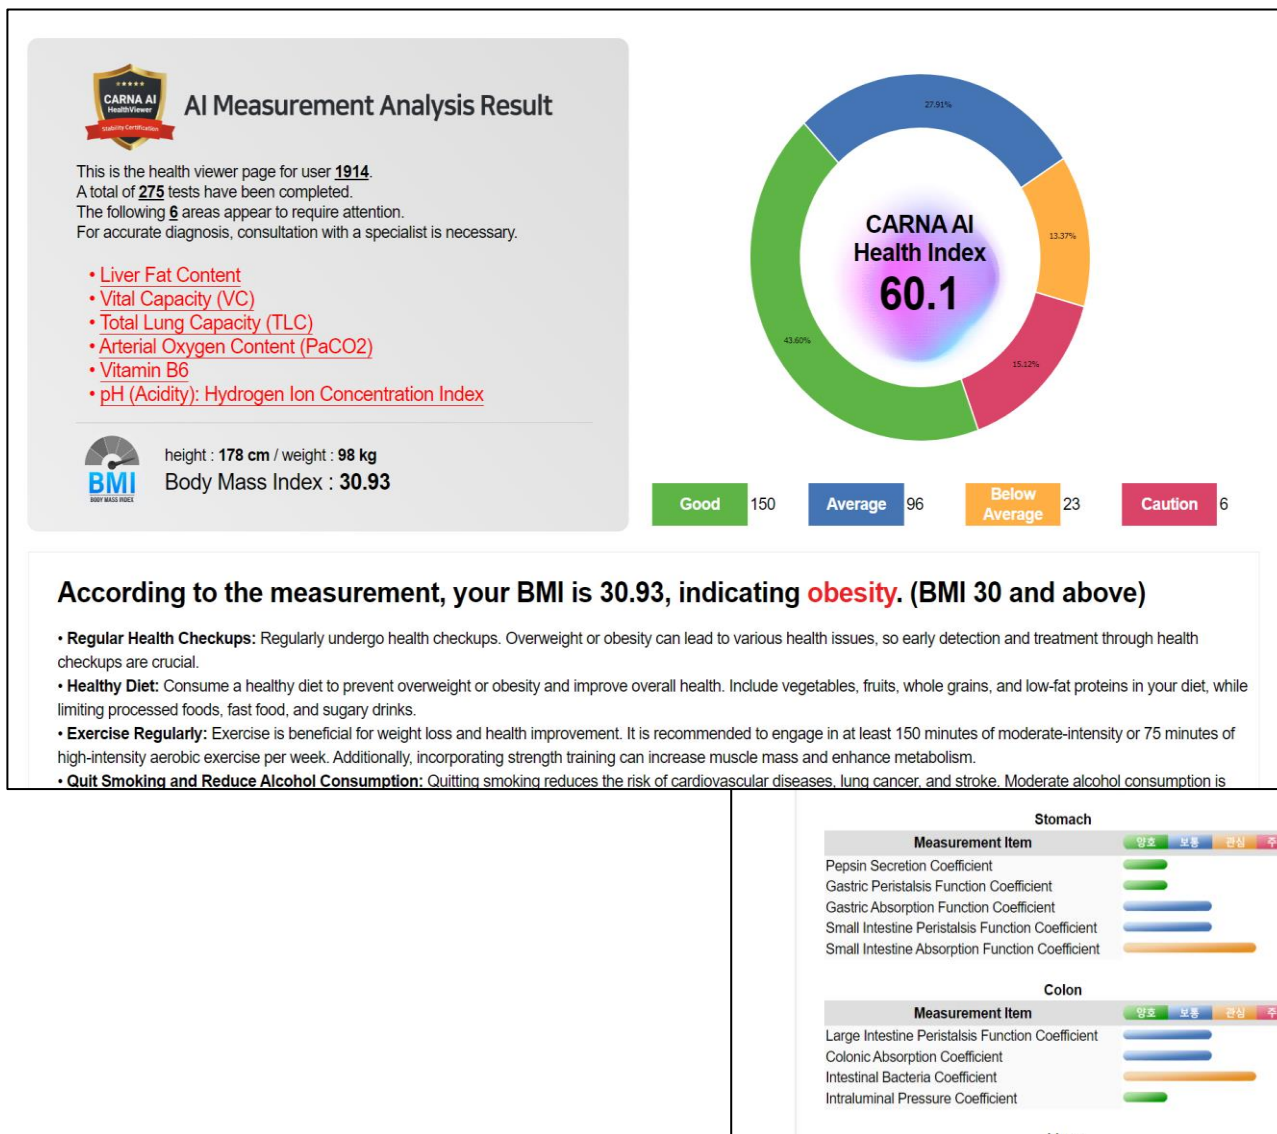 CARNA AI
HealthViewer
Stability Certification
AI Measurement Analysis Result
This is the health viewer page for user 1914.
A total of 275 tests have been completed.
The following 6 areas appear to require attention.
For accurate diagnosis, consultation with a specialist is necessary.
• Liver Fat Content
• Vital Capacity (VC)
• Total Lung Capacity (TLC)
• Arterial Oxygen Content (PaCO2)
• Vitamin B6
• pH (Acidity): Hydrogen Ion Concentration Index
BMI
BODY MASS INDEX
height : 178 cm / weight : 98 kg
Body Mass Index : 30.93
27.91%
13.37%
15.12%
43.60%
CARNA AI
Health Index
60.1
Good 150
Average 96
Below
Average 23
Caution 6
According to the measurement, your BMI is 30.93, indicating obesity. (BMI 30 and above)
• Regular Health Checkups: Regularly undergo health checkups. Overweight or obesity can lead to various health issues, so early detection and treatment through health
checkups are crucial.
• Healthy Diet: Consume a healthy diet to prevent overweight or obesity and improve overall health. Include vegetables, fruits, whole grains, and low-fat proteins in your diet, while
limiting processed foods, fast food, and sugary drinks.
• Exercise Regularly: Exercise is beneficial for weight loss and health improvement. It is recommended to engage in at least 150 minutes of moderate-intensity or 75 minutes of
high-intensity aerobic exercise per week. Additionally, incorporating strength training can increase muscle mass and enhance metabolism.
• Quit Smoking and Reduce Alcohol Consumption: Quitting smoking reduces the risk of cardiovascular diseases, lung cancer, and stroke. Moderate alcohol consumption is
Stomach
Measurement Item 양호 보통 관심 주
Pepsin Secretion Coefficient
Gastric Peristalsis Function Coefficient
Gastric Absorption Function Coefficient
Small Intestine Peristalsis Function Coefficient
Small Intestine Absorption Function Coefficient
Colon
Measurement Item 양호 보통 관심 주
Large Intestine Peristalsis Function Coefficient
Colonic Absorption Coefficient
Intestinal Bacteria Coefficient
Intraluminal Pressure Coefficient